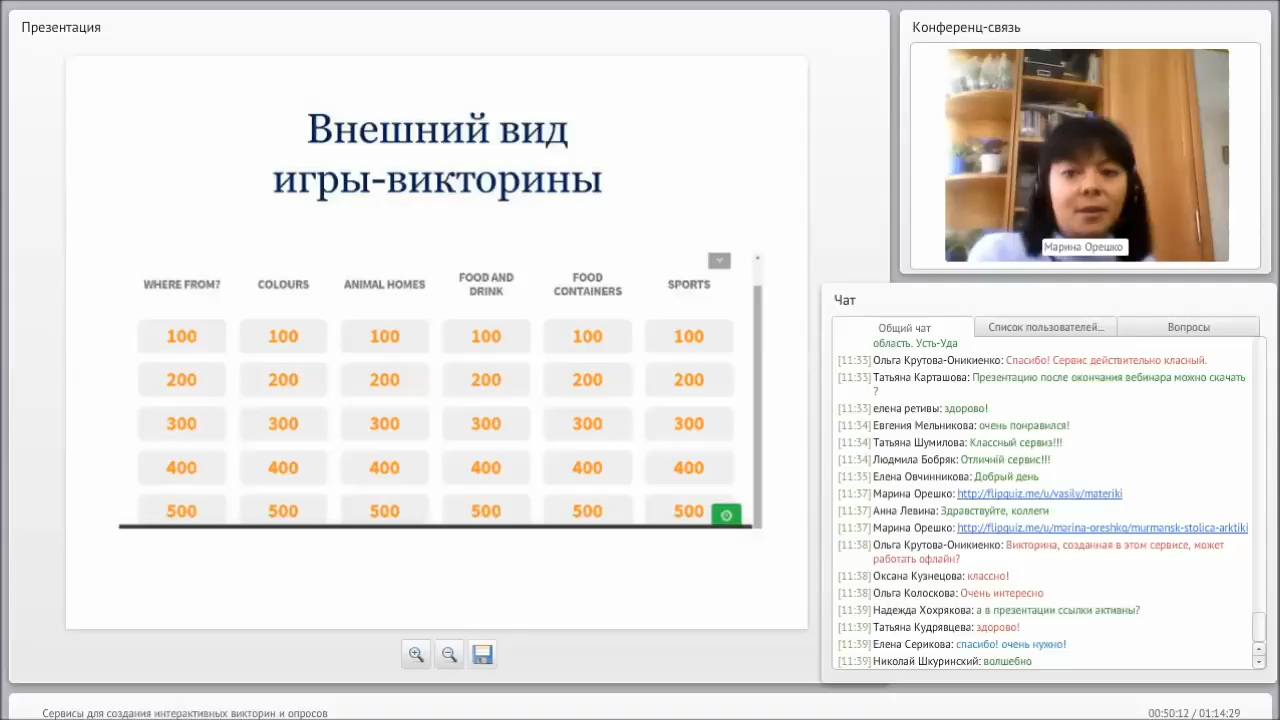 Презентация
Внешний вид
игры-викторины
WHERE FROM?
COLOURS
ANIMAL HOMES
FOOD AND
DRINK
FOOD
CONTAINERS
SPORTS
100 100 100 100 100 100
200 200 200 200 200 200
300 300 300 300 300 300
400 400 400 400 400 400
500 500 500 500 500 500
Конференц-связь
Марина Орешко
Чат
Общий чат
Список пользователей...
Вопросы
область. Усть-Уда
[11:33] Ольга Крутова-Оникиенко: Спасибо! Сервис действительно класный.
[11:33] Татьяна Карташова: Презентацию после окончания вебинара можно скачать
?
[11:33] елена ретивы: здорово!
[11:34] Евгения Мельникова: очень понравился!
[11:34] Татьяна Шумилова: Классный сервиз!!!
[11:34] Людмила Бобряк: Отличній сервис!!!
[11:35] Елена Овчинникова: Добрый день
[11:37] Марина Орешко: http://flipquiz.me/u/vasily/materiki
[11:37] Анна Левина: Здравствуйте, коллеги
[11:37] Марина Орешко: http://flipquiz.me/u/marina-oreshko/murmansk-stolica-arktiki
[11:38] Ольга Крутова-Оникиенко: Викторина, созданная в этом сервисе, может
работать офлайн?
[11:38] Оксана Кузнецова: классно!
[11:38] Ольга Колоскова: Очень интересно
[11:39] Надежда Хохрякова: а в презентации ссылки активны?
[11:39] Татьяна Кудрявцева: здорово!
[11:39] Елена Серикова: спасибо! очень нужно!
[11:39] Николай Шкуринский: волшебно
Сервисы для создания интерактивных викторин и опросов
00:50:12 / 01:14:29